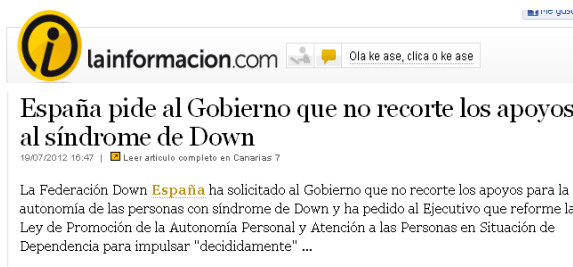 Me gus
lainformacion.com
Ola ke ase, clica o ke ase
España pide al Gobierno que no recorte los apoyos
al síndrome de Down
19/07/2012 16:47 | Leer articulo completo en Canarias 7
La Federación Down España ha solicitado al Gobierno que no recorte los apoyos para la
autonomía de las personas con síndrome de Down y ha pedido al Ejecutivo que reforme la
Ley de Promoción de la Autonomía Personal y Atención a las Personas en Situación de
Dependencia para impulsar "decididamente" ...